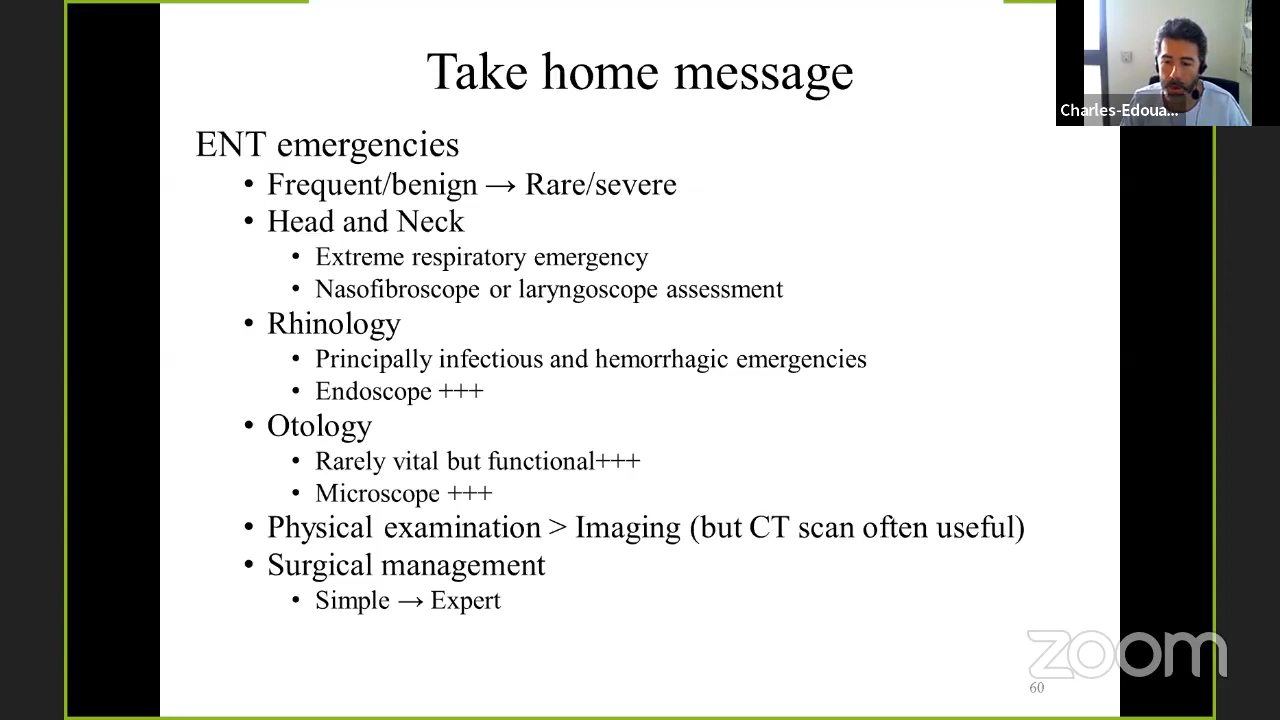 Take home message
Charles-Edoua...
ENT emergencies
• Frequent/benign → Rare/severe
• Head and Neck
• Extreme respiratory emergency
• Nasofibroscope or laryngoscope assessment
• Rhinology
• Principally infectious and hemorrhagic emergencies
• Endoscope +++
• Otology
• Rarely vital but functional+++
• Microscope +++
• Physical examination > Imaging (but CT scan often useful)
• Surgical management
• Simple → Expert
zoom
60